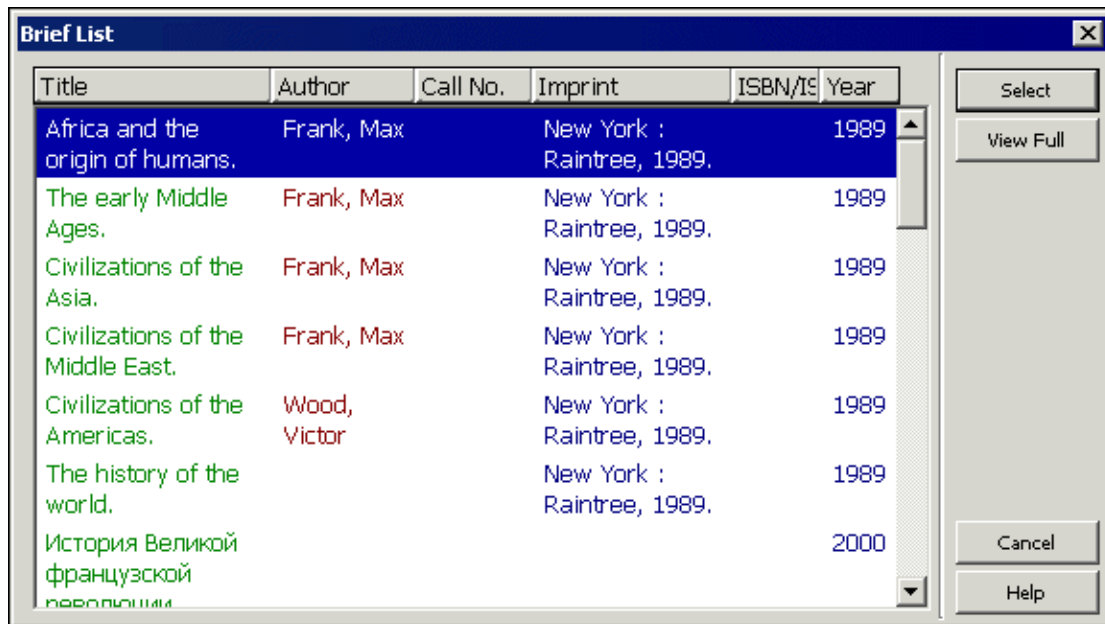 Brief List
Title Author Call No. Imprint ISBN/IS Year
Select
View Full
Africa and the Frank, Max New York : 1989
origin of humans. Raintree, 1989.
The early Middle Frank, Max New York : 1989
Ages. Raintree, 1989.
Civilizations of the Frank, Max New York : 1989
Asia. Raintree, 1989.
Civilizations of the Frank, Max New York : 1989
Middle East. Raintree, 1989.
Civilizations of the Wood, New York : 1989
Americas. Victor Raintree, 1989.
The history of the New York : 1989
world. Raintree, 1989.
История Великой 2000
французской
революции
Cancel
Help